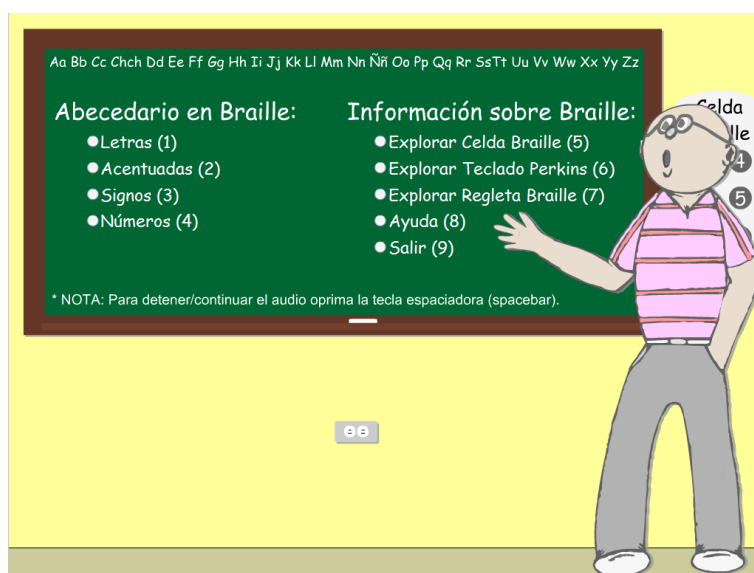 Aa Bb Cc Chch Dd Ee Ff Gg Hh Ii Jj Kk Ll Mm Nn Ññ Oo Pp Qq Rr SsTt Uu Vv Ww Xx Yy Zz
Abecedario en Braille:
Letras (1)
Acentuadas (2)
Signos (3)
Números (4)
Información sobre Braille:
Explorar Celda Braille (5)
Explorar Teclado Perkins (6)
Explorar Regleta Braille (7)
Ayuda (8)
Salir (9)
* NOTA: Para detener/continuar el audio oprima la tecla espaciadora (spacebar).
Celda
4
5